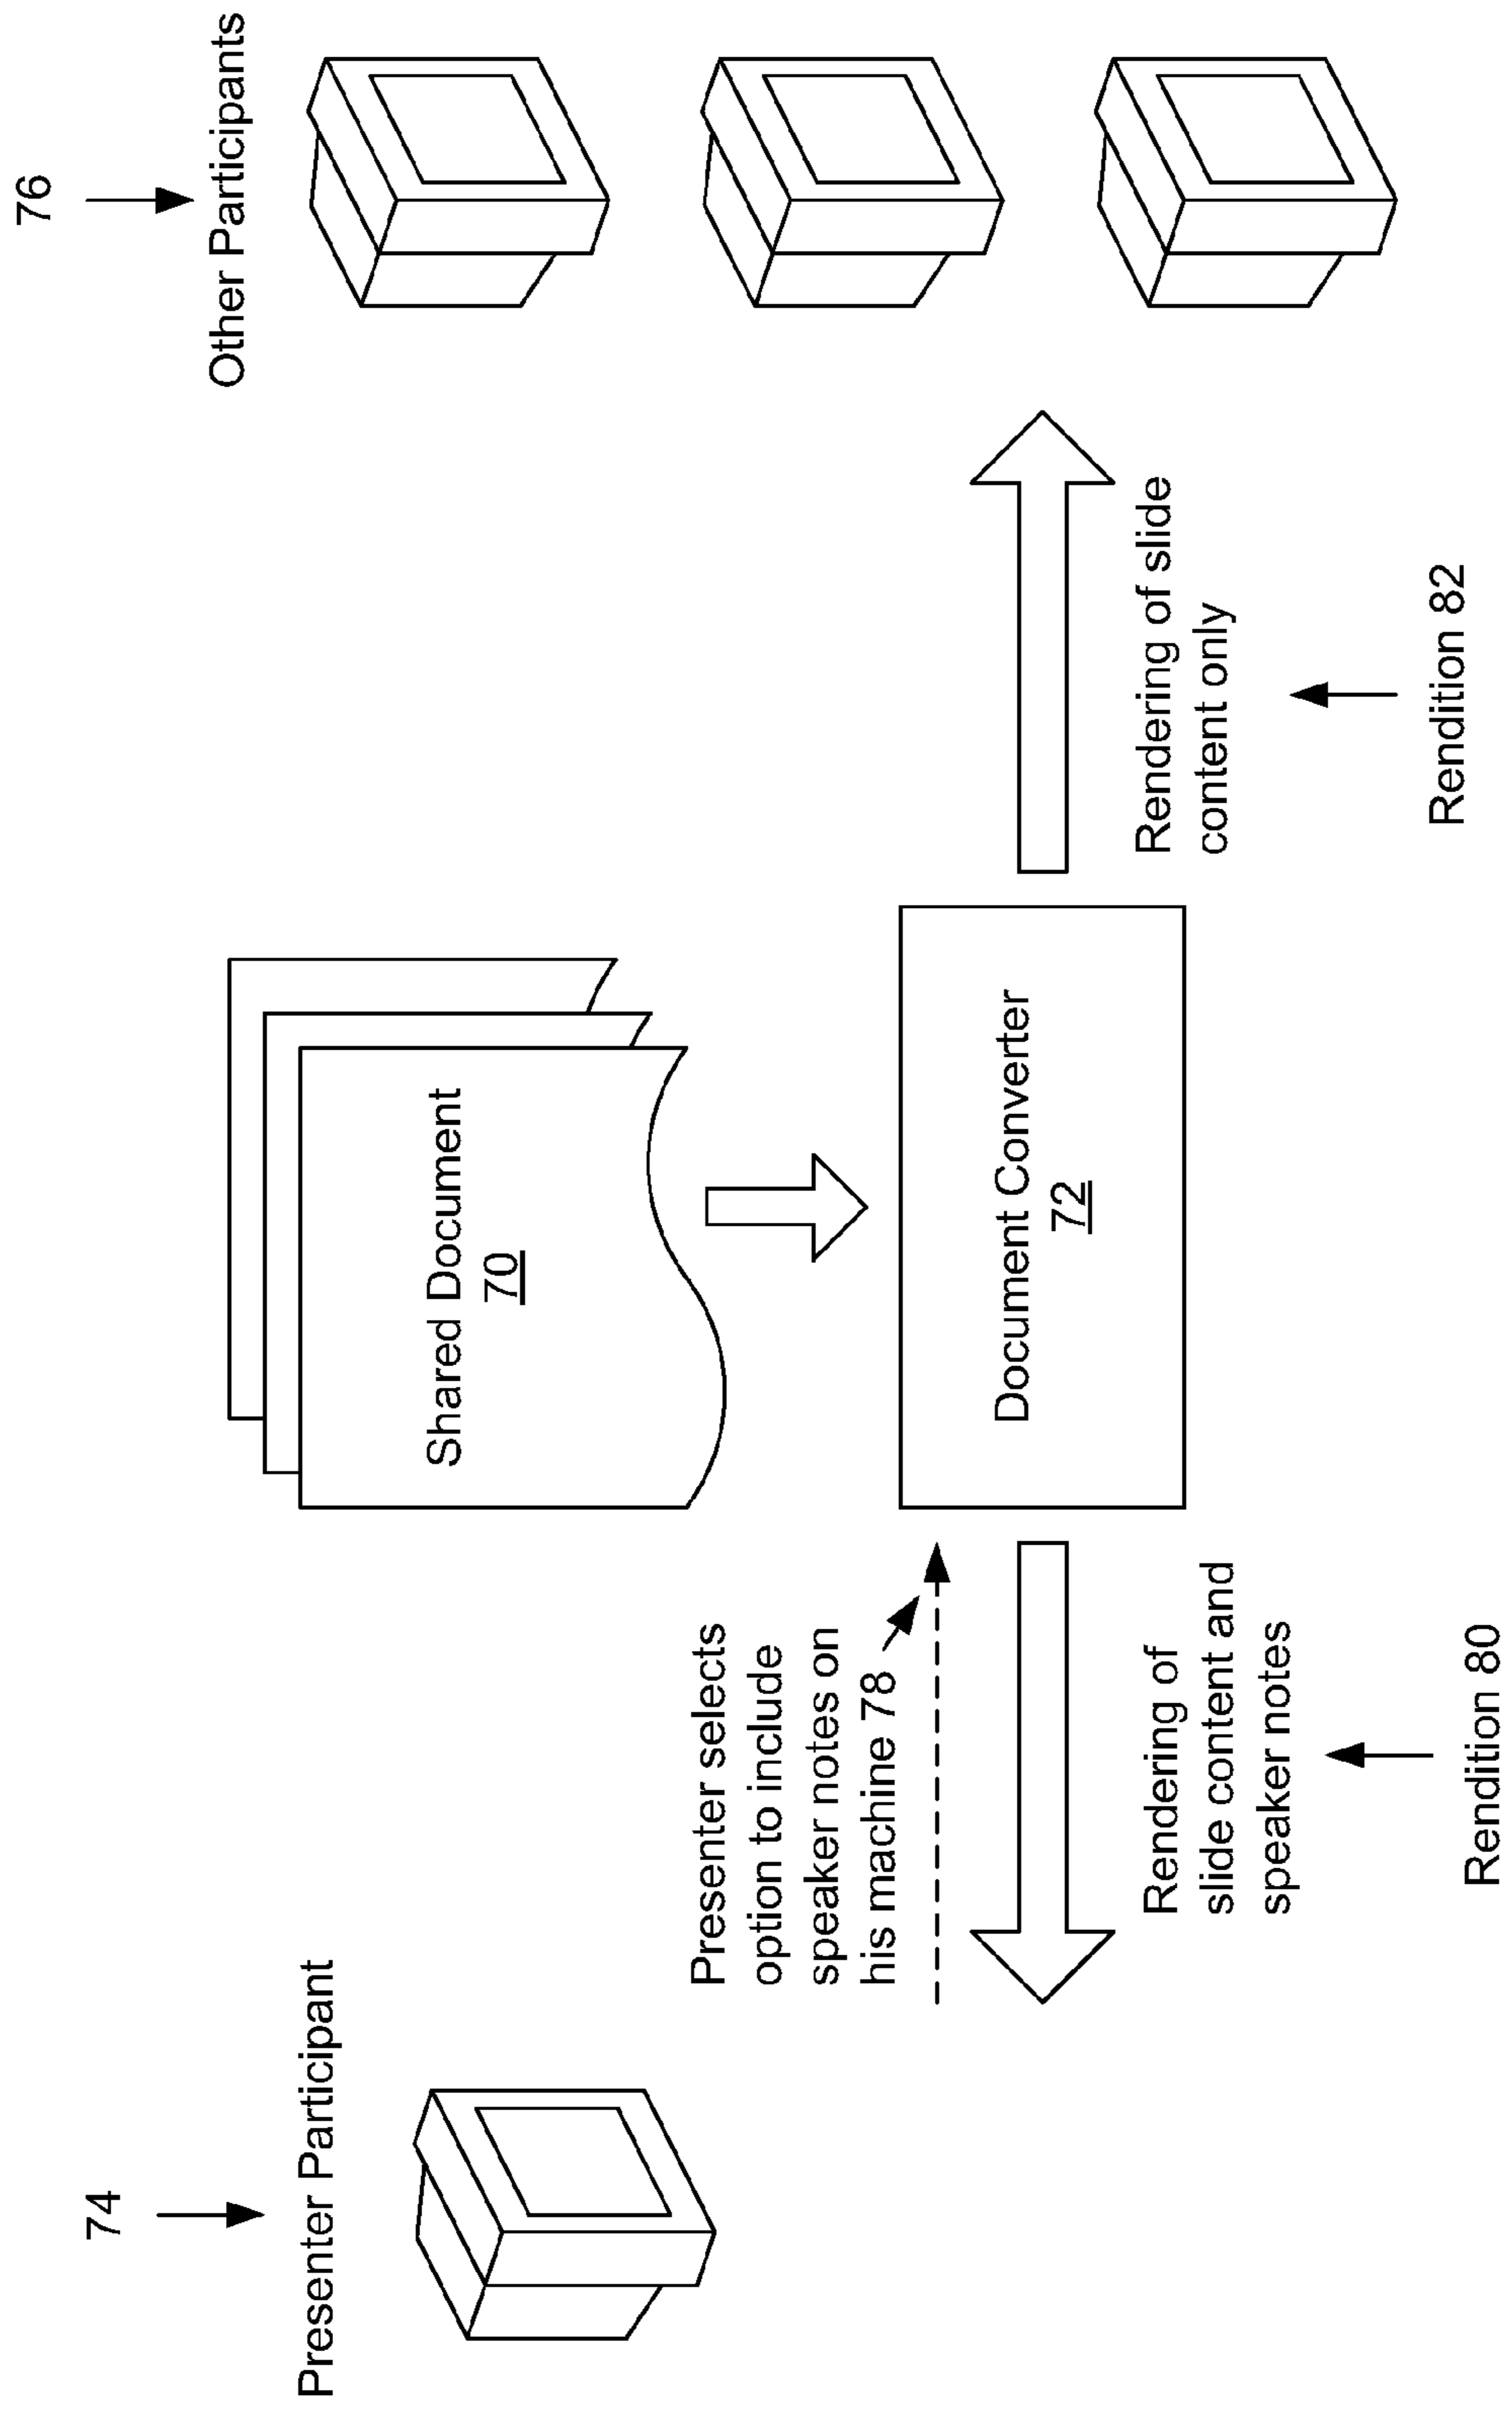 74
Presenter Participant
Presenter selects
option to include
speaker notes on
his machine 78
Rendering of
slide content and
speaker notes
Rendition 80
Shared Document
70
Document Converter
72
Rendering of slide
content only
Rendition 82
76
Other Participants